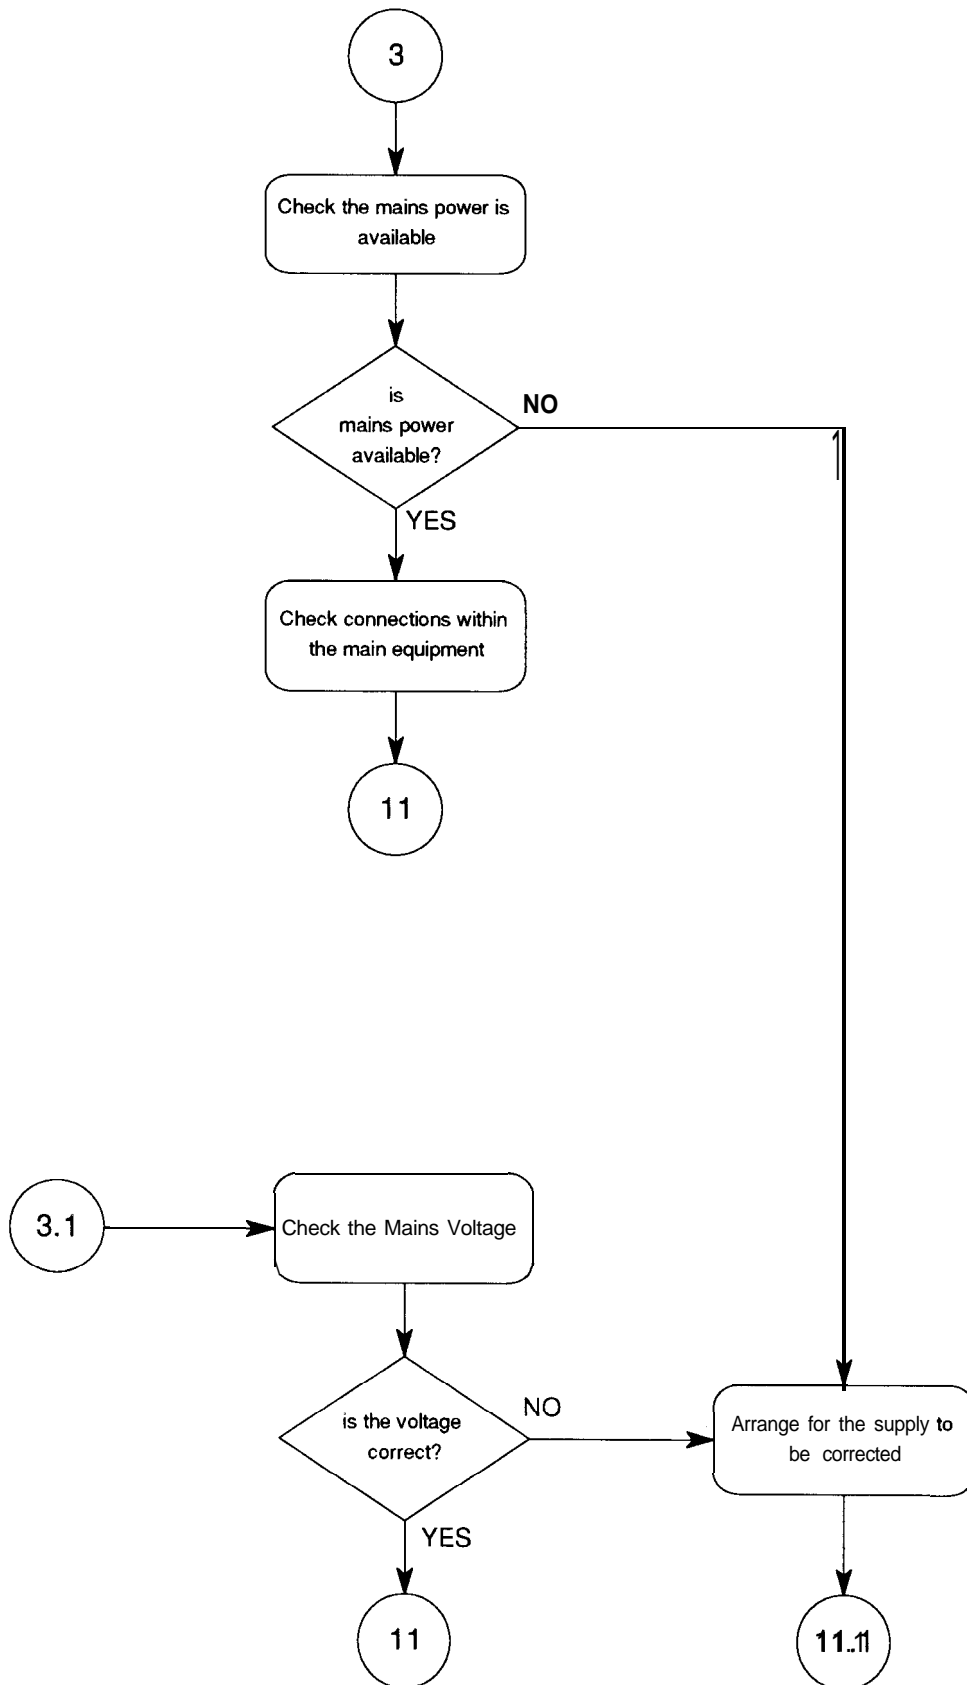 3
Check the mains power is
available
is
mains power
available?
NO
YES
Check connections within
the main equipment
11
3.1
Check the Mains Voltage
is the voltage
correct?
NO
Arrange for the supply to
be corrected
YES
11
11.1